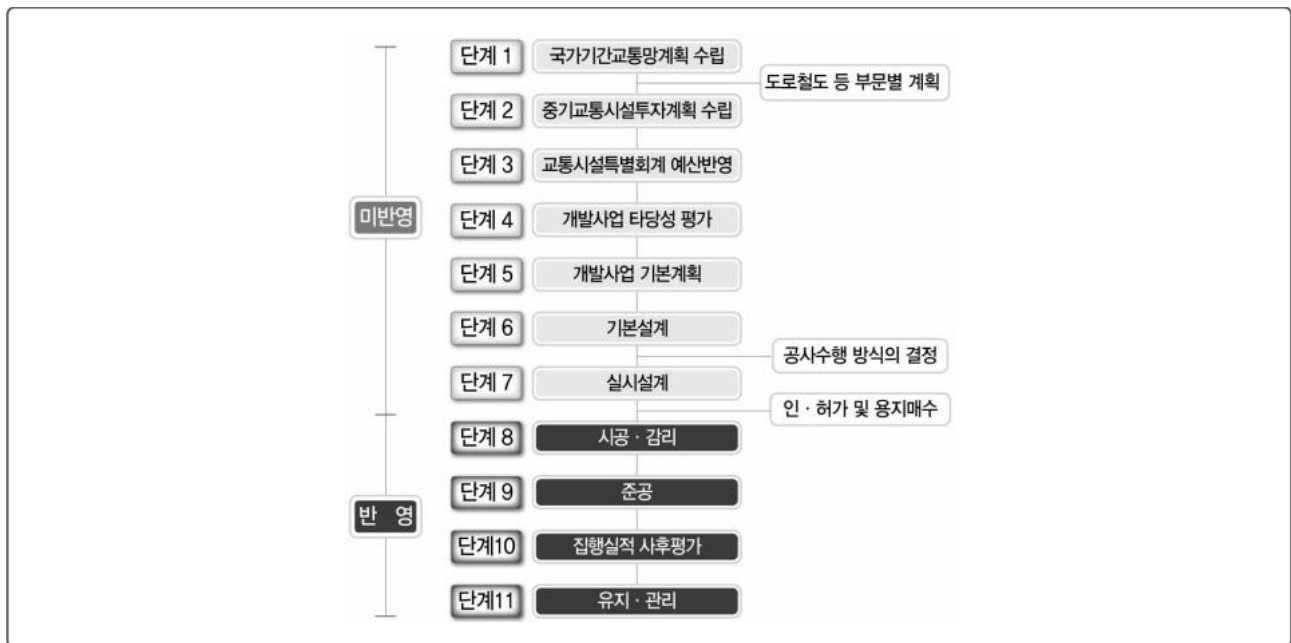 단계 1 국가기간교통망계획 수립
도로철도 등 부문별 계획
단계 2 중기교통시설투자계획 수립
단계 3 교통시설특별회계 예산반영
미반영
단계 4 개발사업 타당성 평가
단계 5 개발사업 기본계획
단계 6 기본설계
공사수행 방식의 결정
단계 7 실시설계
인 · 허가 및 용지매수
단계 8 시공 · 감리
단계 9 준공
반 영
단계10 집행실적 사후평가
단계11 유지 · 관리